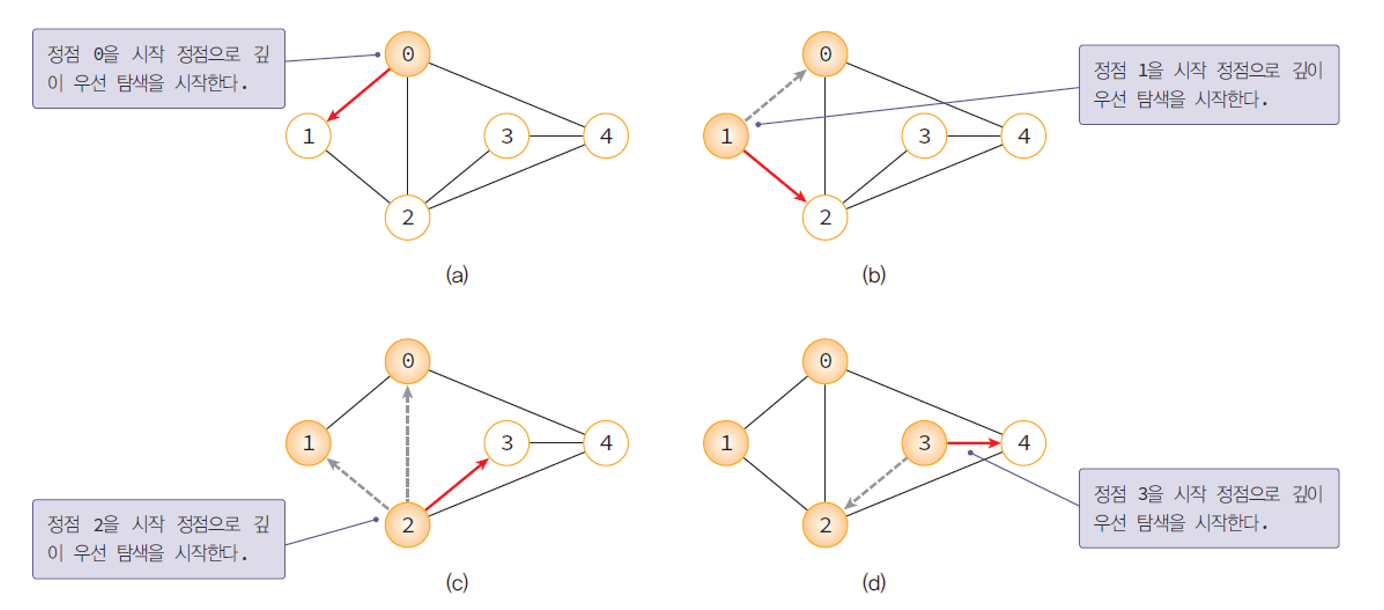 정점 0을 시작 정점으로 깊
이 우선 탐색을 시작한다.
0
1
3
4
2
(a)
0
1
3
4
2
정점 1을 시작 정점으로 깊이
우선 탐색을 시작한다.
(b)
0
1
3
4
2
정점 2을 시작 정점으로 깊
이 우선 탐색을 시작한다.
(c)
0
1
3
4
2
정점 3을 시작 정점으로 깊이
우선 탐색을 시작한다.
(d)